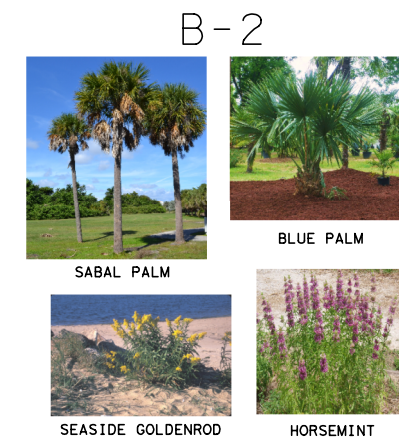 B-2
SABAL PALM
BLUE PALM
SEASIDE GOLDENROD
HORSEMINT